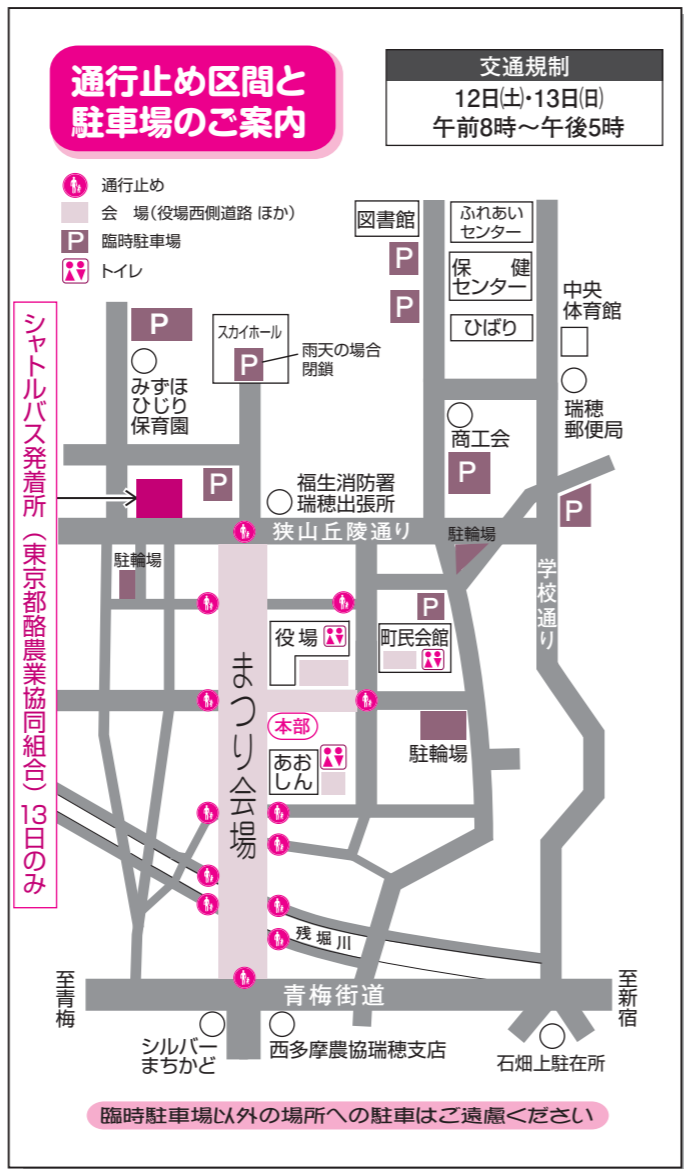 通行止め区間と
駐車場のご案内
交通規制
12日㈯・13日㈰
午前8時～午後5時
通行止め
会　場(役場西側道路 ほか)
P 臨時駐車場
トイレ
図書館
P
P
ふれあい
センター
保　健
センター
ひばり
中央
体育館
瑞穂
郵便局
シャトルバス発着所（東京都酪農業協同組合）13日のみ
P
みずほ
ひじり
保育園
スカイホール
P
雨天の場合
閉鎖
商工会
P
P
福生消防署
瑞穂出張所
P
狭山丘陵通り
駐輪場
駐輪場
学校通り
役場
P
町民会館
まつり会場
本部
駐輪場
あお
しん
残堀川
至青梅
青梅街道
至新宿
シルバー
まちかど
西多摩農協瑞穂支店
石畑上駐在所
臨時駐車場以外の場所への駐車はご遠慮ください